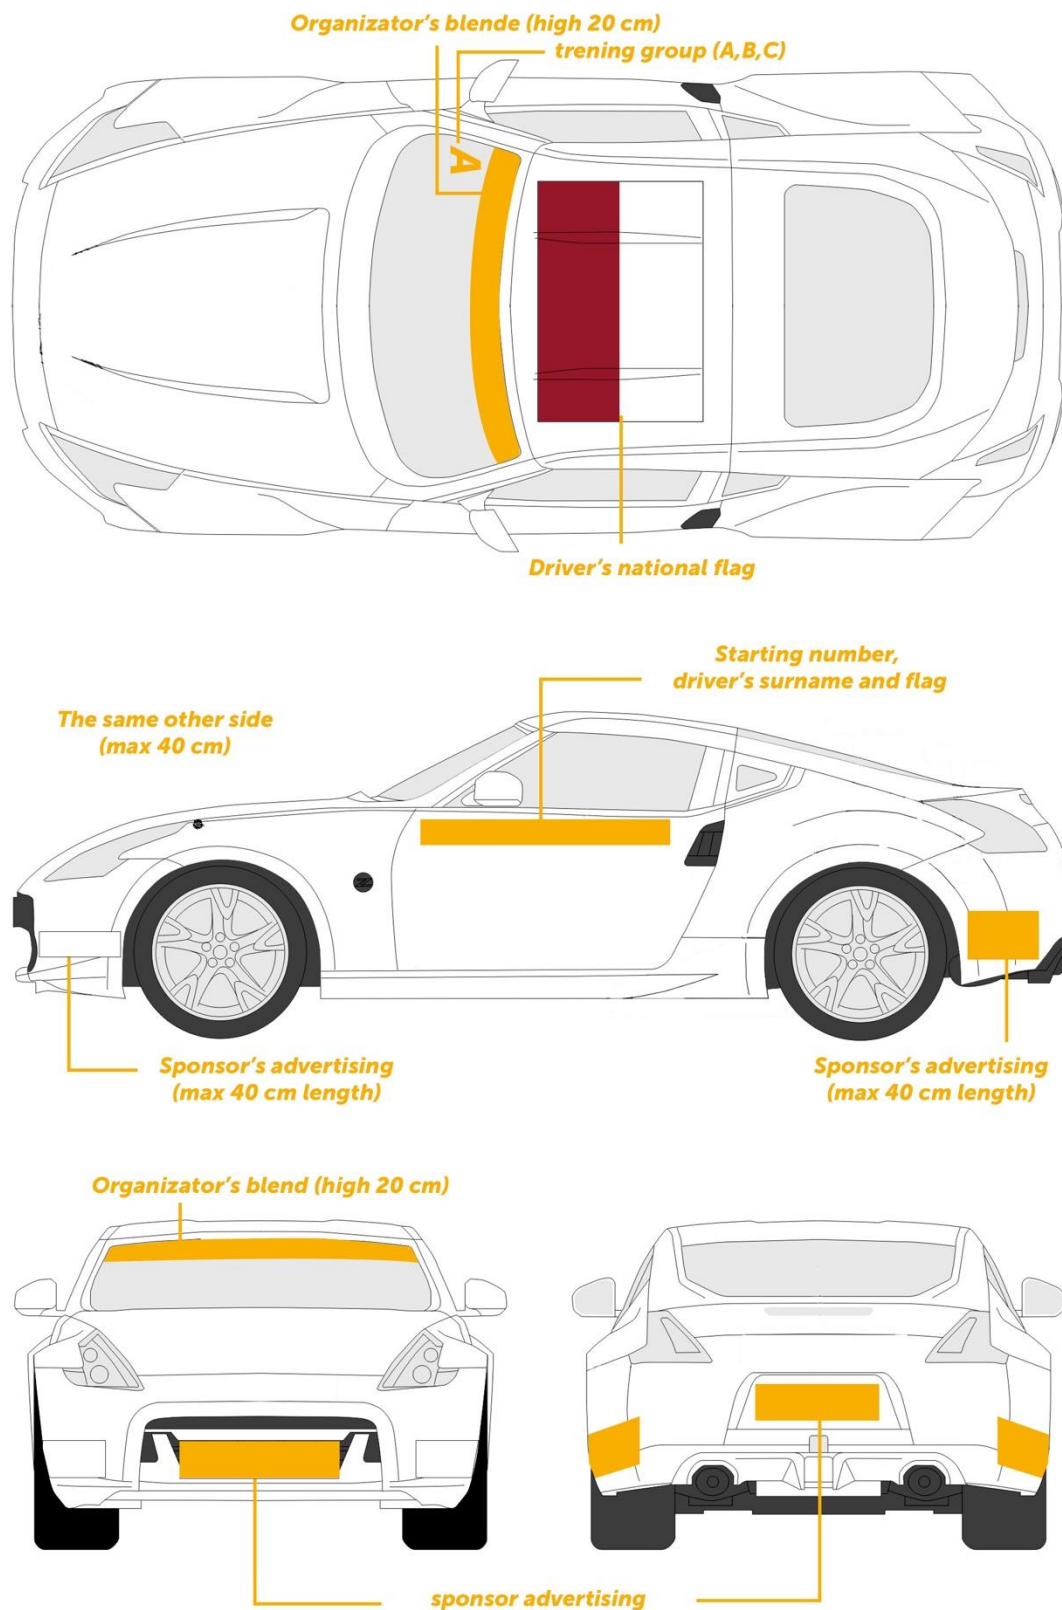 Organizator's blende (high 20 cm)
trening group (A,B,C)
A
Driver's national flag
Starting number,
driver's surname and flag
The same other side
(max 40 cm)
Sponsor's advertising
(max 40 cm length)
Sponsor's advertising
(max 40 cm length)
Organizator's blend (high 20 cm)
sponsor advertising